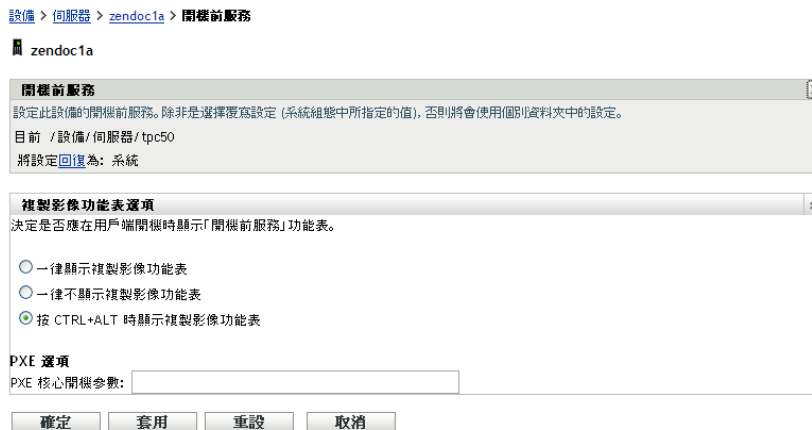 設備 > 伺服器 > zendoc1a > 開機前服務
zendoc1a
開機前服務
設定此設備的開機前服務。除非是選擇覆寫設定 (系統組態中所指定的值), 否則將會使用個別資料夾中的設定。
目前 /設備/伺服器/tpc50
將設定回復為: 系統
複製影像功能表選項
決定是否應在用戶端開機時顯示「開機前服務」功能表。
一律顯示複製影像功能表
一律不顯示複製影像功能表
按 CTRL+ALT 時顯示複製影像功能表
PXE 選項
PXE 核心開機參數:
確定 套用 重設 取消